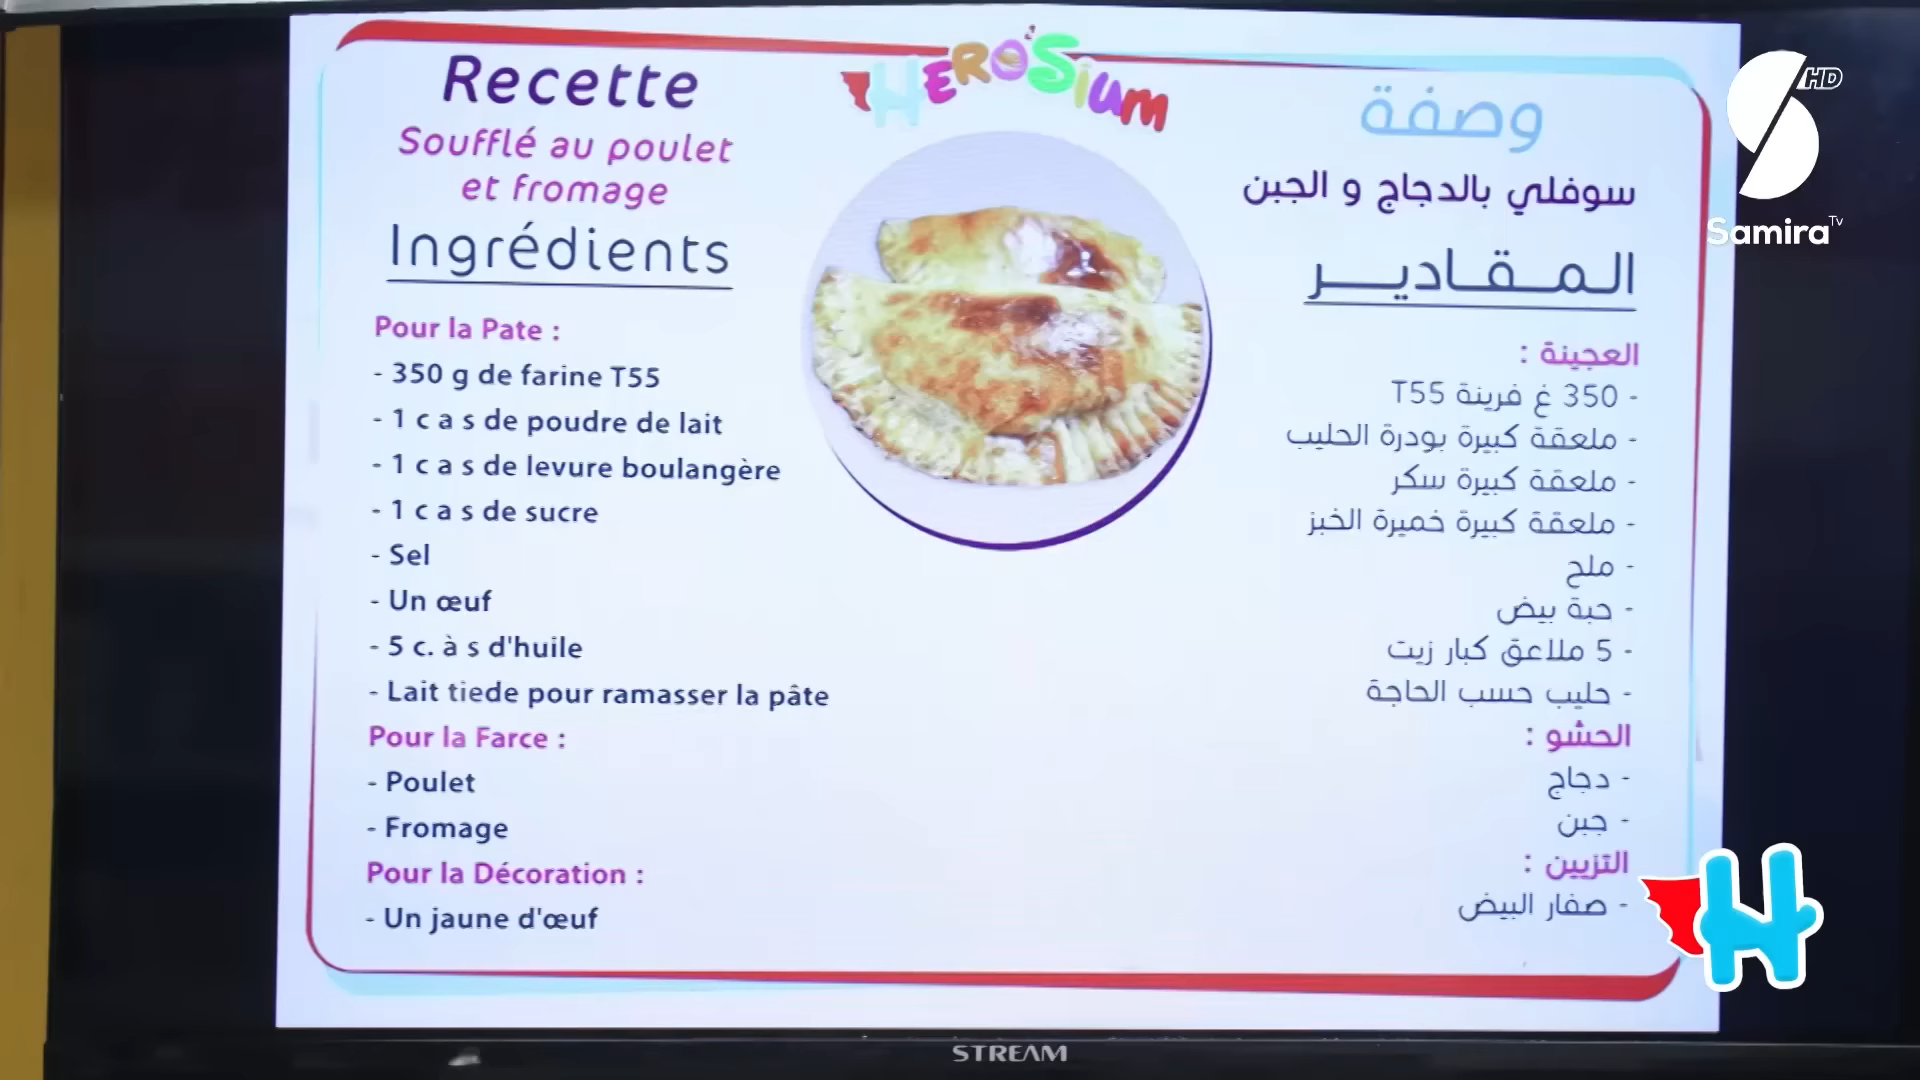 HERO'SIUM
Recette
Soufflé au poulet
et fromage
Ingrédients
Pour la Pate :
- 350 g de farine T55
- 1 c a s de poudre de lait
- 1 c a s de levure boulangère
- 1 c a s de sucre
- Sel
- Un œuf
- 5 c. à s d'huile
- Lait tiede pour ramasser la pâte
Pour la Farce :
- Poulet
- Fromage
Pour la Décoration :
- Un jaune d'œuf
وصفة
سوفلي بالدجاج و الجبن
المقادير
العجينة :
- 350 غ فرينة T55
- ملعقة كبيرة بودرة الحليب
- ملعقة كبيرة سكر
- ملعقة كبيرة خميرة الخبز
- ملح
- حبة بيض
- 5 ملاعق كبار زيت
- حليب حسب الحاجة
الحشو :
- دجاج
- جبن
التزيين :
- صفار البيض
HD
Samira Tv
H
STREAM